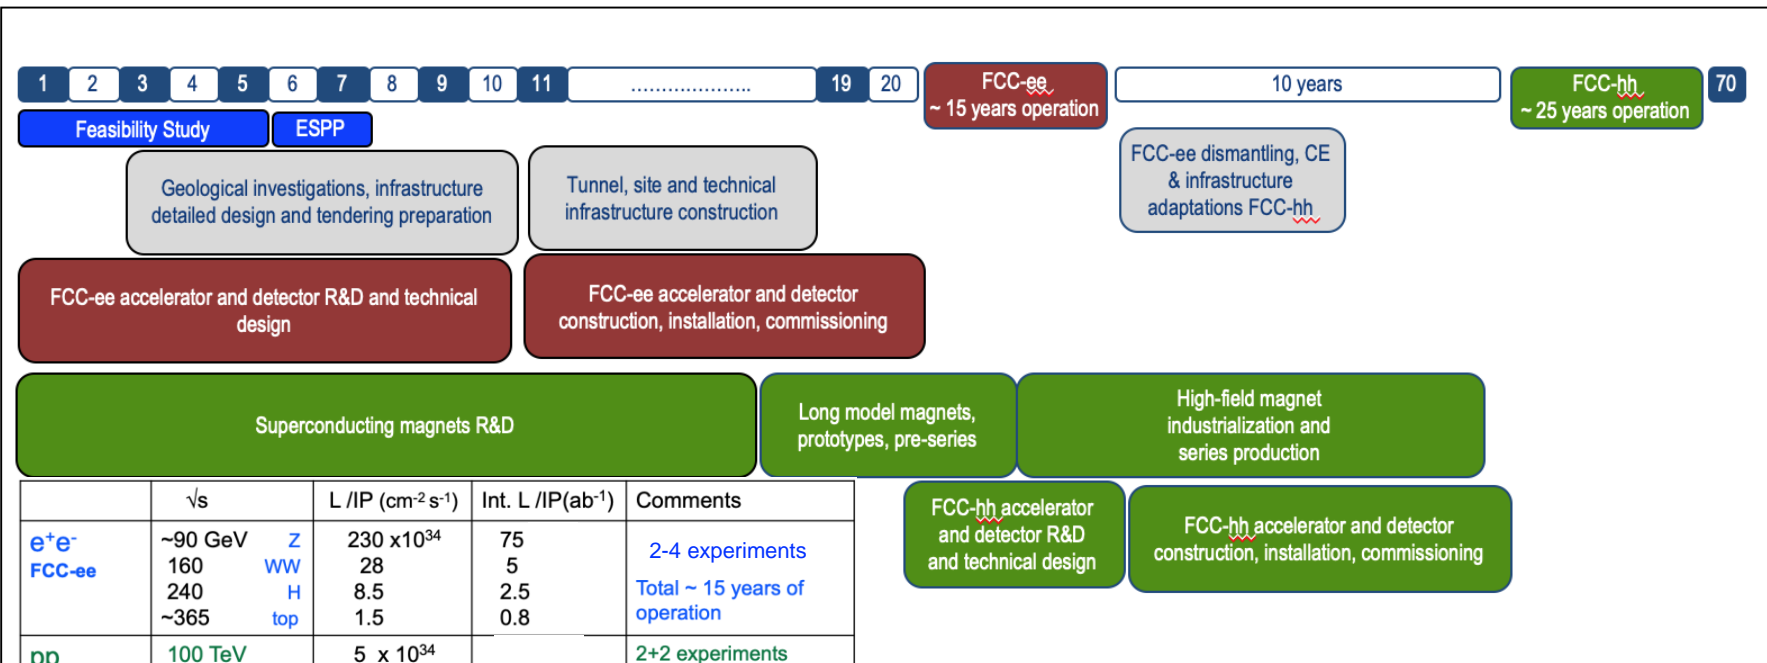 1 2 3 4 5 6 7 8 9 10 11 ................... 19 20
FCC-ee
~ 15 years operation
10 years
FCC-hh
~ 25 years operation
70
Feasibility Study
ESPP
Geological investigations, infrastructure
detailed design and tendering preparation
Tunnel, site and technical
infrastructure construction
FCC-ee dismantling, CE
& infrastructure
adaptations FCC-hh
FCC-ee accelerator and detector R&D and technical
design
FCC-ee accelerator and detector
construction, installation, commissioning
Superconducting magnets R&D
Long model magnets,
prototypes, pre-series
High-field magnet
industrialization and
series production
FCC-hh accelerator
and detector R&D
and technical design
FCC-hh accelerator and detector
construction, installation, commissioning
√s L /IP (cm⁻² s⁻¹) Int. L /IP(ab⁻¹) Comments
e⁺e⁻
FCC-ee
~90 GeV Z 230 x10³⁴ 75
160 WW 28 5
240 H 8.5 2.5
~365 top 1.5 0.8
2-4 experiments
Total ~ 15 years of
operation
pp 100 TeV 5 x 10³⁴ 2+2 experiments